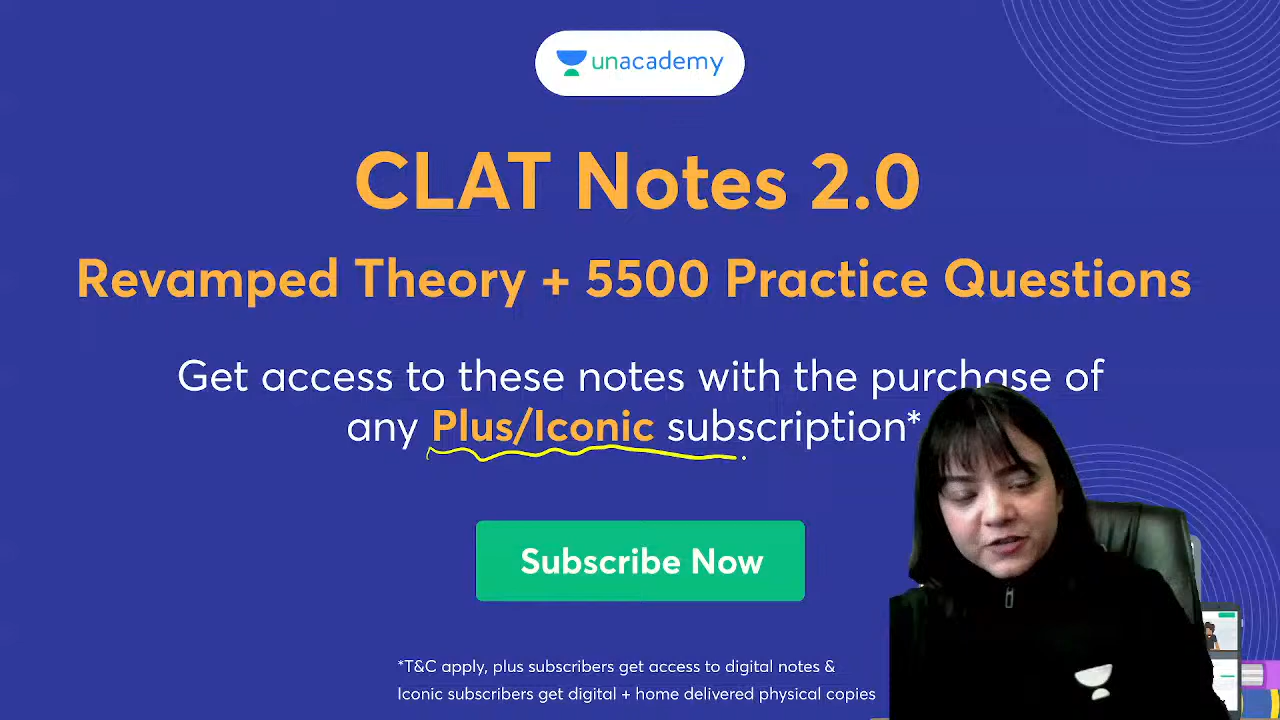 unacademy
CLAT Notes 2.0
Revamped Theory + 5500 Practice Questions
Get access to these notes with the purchase of
any Plus/Iconic subscription*
Subscribe Now
*T&C apply, plus subscribers get access to digital notes &
Iconic subscribers get digital + home delivered physical copies